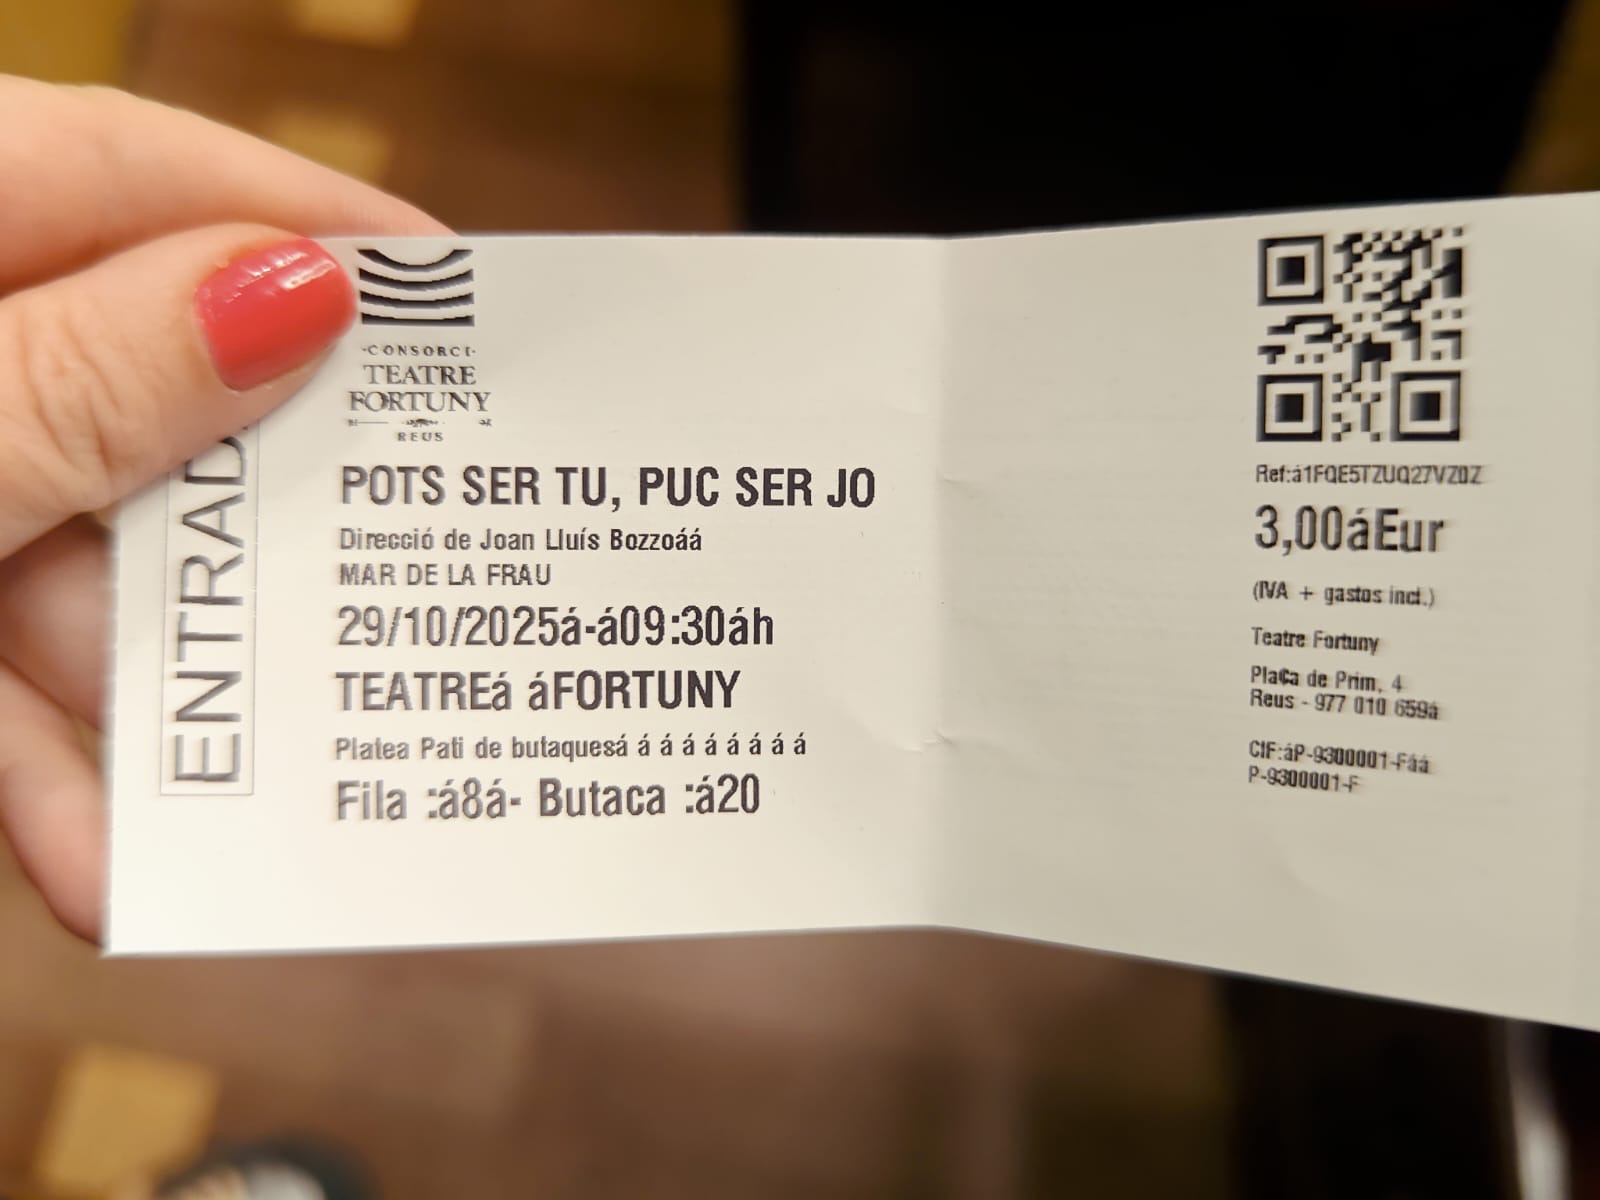 ·CONSORCI·
TEATRE
FORTUNY
REUS
ENTRAD
POTS SER TU, PUC SER JO
Direcció de Joan Lluís Bozzoáá
MAR DE LA FRAU
29/10/2025á-á09:30áh
TEATREá áFORTUNY
Platea Pati de butaquesá á á á á á á á á
Fila :á8á- Butaca :á20
Ref:á1FQE5TZUQ27VZ0Z
3,00áEur
(IVA + gastos incl.)
Teatre Fortuny
Plaça de Prim, 4
Reus - 977 010 659á
CIF:áP-9300001-Fáá
P-9300001-F